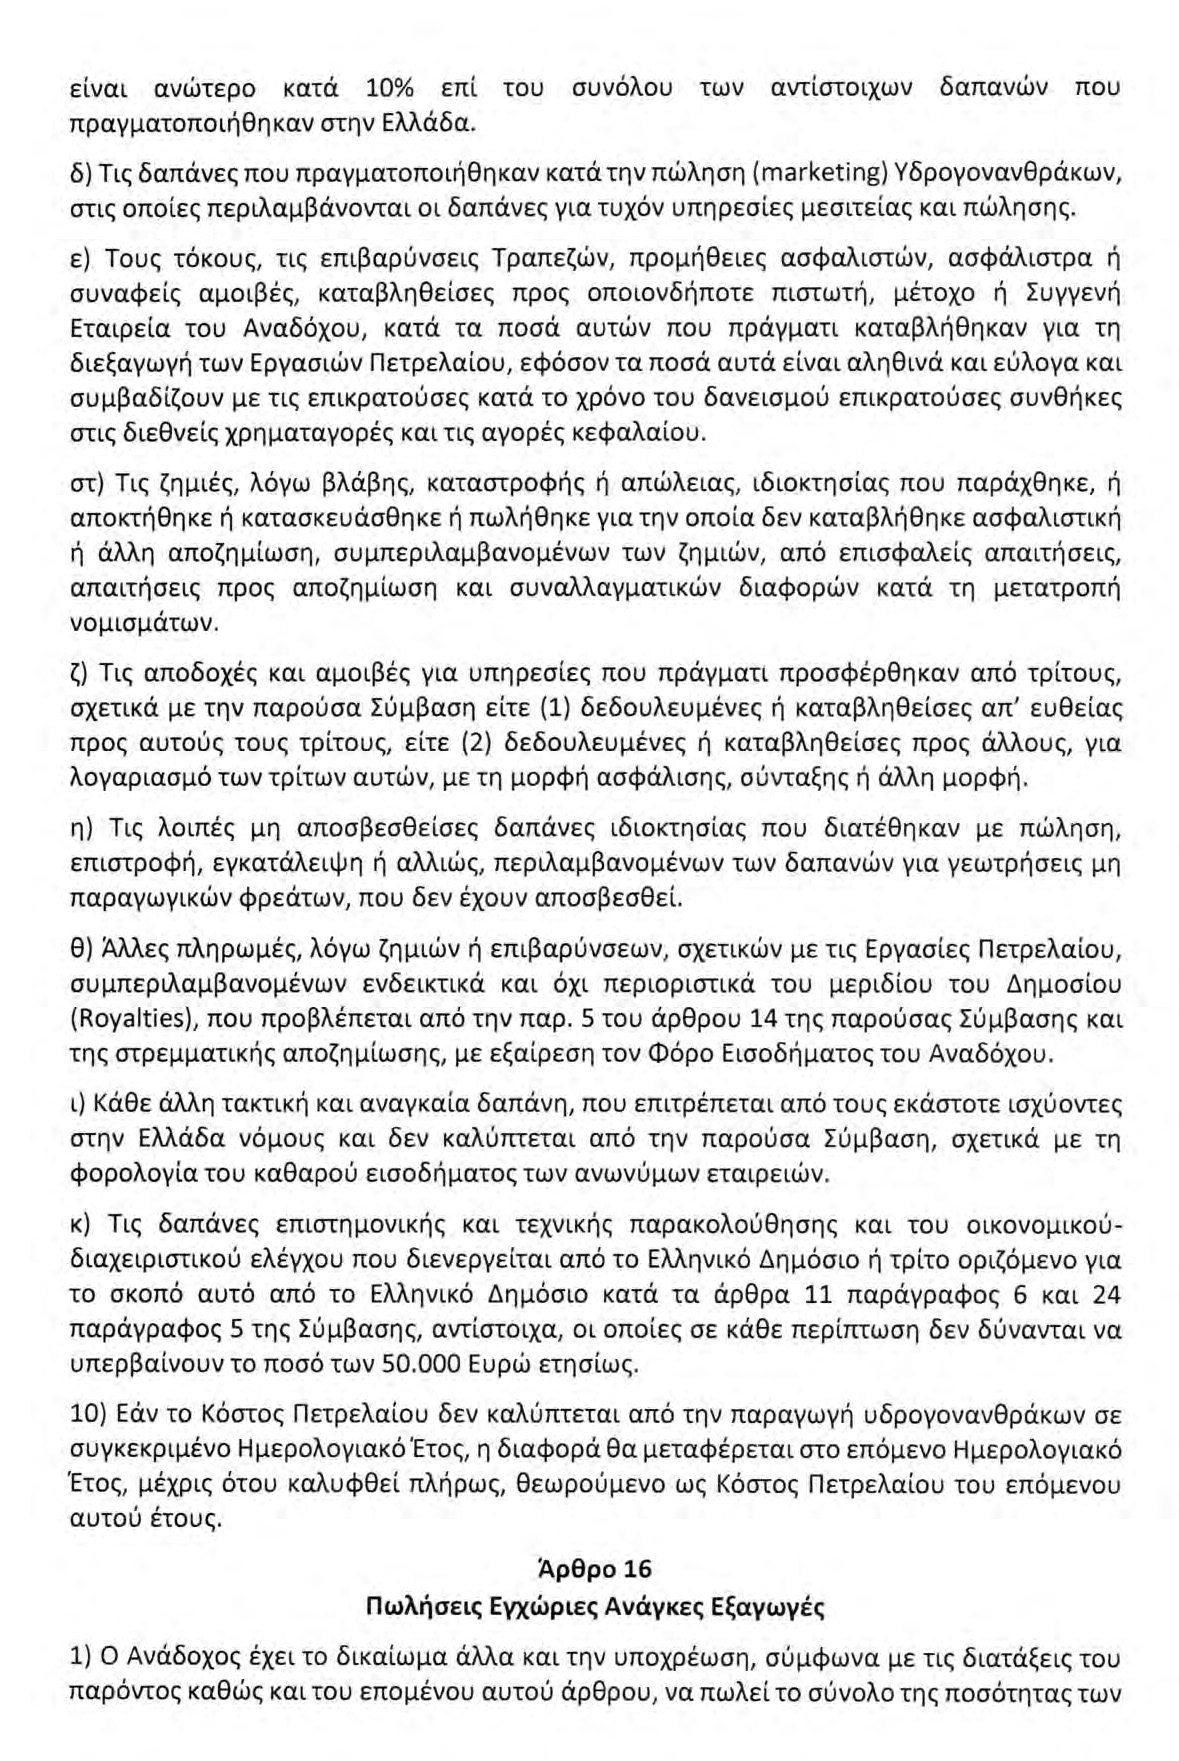 είναι ανώτερο κατά 10% επί του συνόλου των αντίστοιχων δαπανών που
πραγματοποιήθηκαν στην Ελλάδα.
δ) Τις δαπάνες που πραγματοποιήθηκαν κατά την πώληση (marketing) Υδρογονανθράκων,
στις οποίες περιλαμβάνονται οι δαπάνες για τυχόν υπηρεσίες μεσιτείας και πώλησης.
ε) Τους τόκους, τις επιβαρύνσεις Τραπεζών, προμήθειες ασφαλιστών, ασφάλιστρα ή
συναφείς αμοιβές, καταβληθείσες προς οποιονδήποτε πιστωτή, μέτοχο ή Συγγενή
Εταιρεία του Αναδόχου, κατά τα ποσά αυτών που πράγματι καταβλήθηκαν για τη
διεξαγωγή των Εργασιών Πετρελαίου, εφόσον τα ποσά αυτά είναι αληθινά και εύλογα και
συμβαδίζουν με τις επικρατούσες κατά το χρόνο του δανεισμού επικρατούσες συνθήκες
στις διεθνείς χρηματαγορές και τις αγορές κεφαλαίου.
στ) Τις ζημιές, λόγω βλάβης, καταστροφής ή απώλειας, ιδιοκτησίας που παράχθηκε, ή
αποκτήθηκε ή κατασκευάσθηκε ή πωλήθηκε για την οποία δεν καταβλήθηκε ασφαλιστική
ή άλλη αποζημίωση, συμπεριλαμβανομένων των ζημιών, από επισφαλείς απαιτήσεις,
απαιτήσεις προς αποζημίωση και συναλλαγματικών διαφορών κατά τη μετατροπή
νομισμάτων.
ζ) Τις αποδοχές και αμοιβές για υπηρεσίες που πράγματι προσφέρθηκαν από τρίτους,
σχετικά με την παρούσα Σύμβαση είτε (1) δεδουλευμένες ή καταβληθείσες απ’ ευθείας
προς αυτούς τους τρίτους, είτε (2) δεδουλευμένες ή καταβληθείσες προς άλλους, για
λογαριασμό των τρίτων αυτών, με τη μορφή ασφάλισης, σύνταξης ή άλλη μορφή.
η) Τις λοιπές μη αποσβεσθείσες δαπάνες ιδιοκτησίας που διατέθηκαν με πώληση,
επιστροφή, εγκατάλειψη ή αλλιώς, περιλαμβανομένων των δαπανών για γεωτρήσεις μη
παραγωγικών φρεάτων, που δεν έχουν αποσβεσθεί.
θ) Άλλες πληρωμές, λόγω ζημιών ή επιβαρύνσεων, σχετικών με τις Εργασίες Πετρελαίου,
συμπεριλαμβανομένων ενδεικτικά και όχι περιοριστικά του μεριδίου του Δημοσίου
(Royalties), που προβλέπεται από την παρ. 5 του άρθρου 14 της παρούσας Σύμβασης και
της στρεμματικής αποζημίωσης, με εξαίρεση τον Φόρο Εισοδήματος του Αναδόχου.
ι) Κάθε άλλη τακτική και αναγκαία δαπάνη, που επιτρέπεται από τους εκάστοτε ισχύοντες
στην Ελλάδα νόμους και δεν καλύπτεται από την παρούσα Σύμβαση, σχετικά με τη
φορολογία του καθαρού εισοδήματος των ανωνύμων εταιρειών.
κ) Τις δαπάνες επιστημονικής και τεχνικής παρακολούθησης και του οικονομικού-
διαχειριστικού ελέγχου που διενεργείται από το Ελληνικό Δημόσιο ή τρίτο οριζόμενο για
το σκοπό αυτό από το Ελληνικό Δημόσιο κατά τα άρθρα 11 παράγραφος 6 και 24
παράγραφος 5 της Σύμβασης, αντίστοιχα, οι οποίες σε κάθε περίπτωση δεν δύνανται να
υπερβαίνουν το ποσό των 50.000 Ευρώ ετησίως.
10) Εάν το Κόστος Πετρελαίου δεν καλύπτεται από την παραγωγή υδρογονανθράκων σε
συγκεκριμένο Ημερολογιακό Έτος, η διαφορά θα μεταφέρεται στο επόμενο Ημερολογιακό
Έτος, μέχρις ότου καλυφθεί πλήρως, θεωρούμενο ως Κόστος Πετρελαίου του επόμενου
αυτού έτους.
Άρθρο 16
Πωλήσεις Εγχώριες Ανάγκες Εξαγωγές
1) Ο Ανάδοχος έχει το δικαίωμα άλλα και την υποχρέωση, σύμφωνα με τις διατάξεις του
παρόντος καθώς και του επομένου αυτού άρθρου, να πωλεί το σύνολο της ποσότητας των